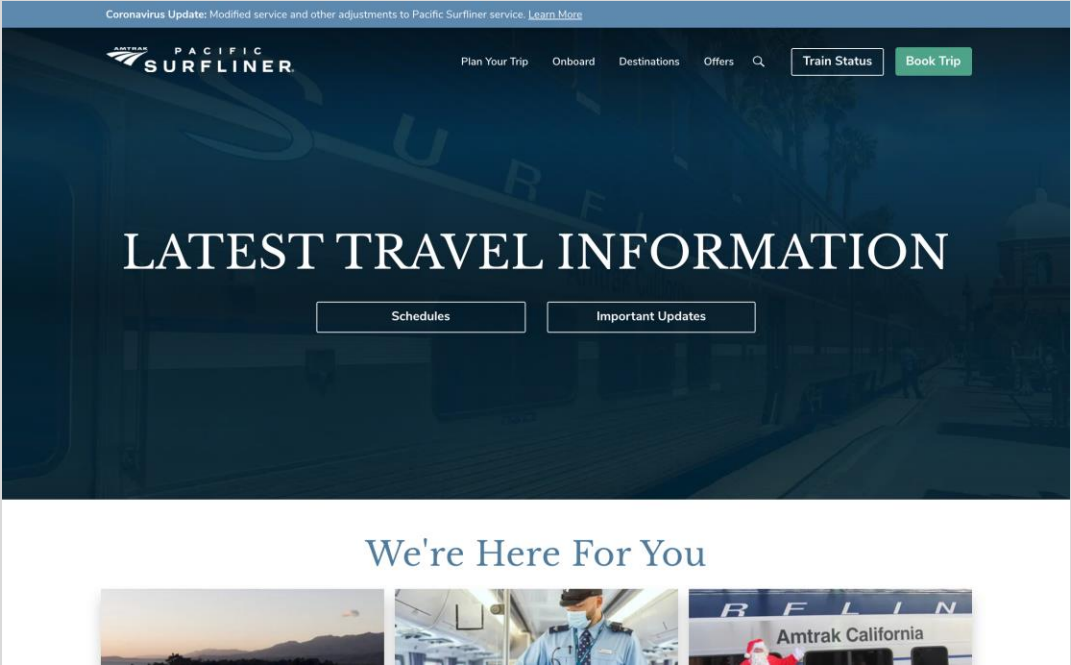 Coronavirus Update: Modified service and other adjustments to Pacific Surfliner service. Learn More
AMTRAK
PACIFIC
SURFLINER
Plan Your Trip
Onboard
Destinations
Offers
Train Status
Book Trip
SURFL
LATEST TRAVEL INFORMATION
Schedules
Important Updates
We're Here For You
RFLIN
Amtrak California